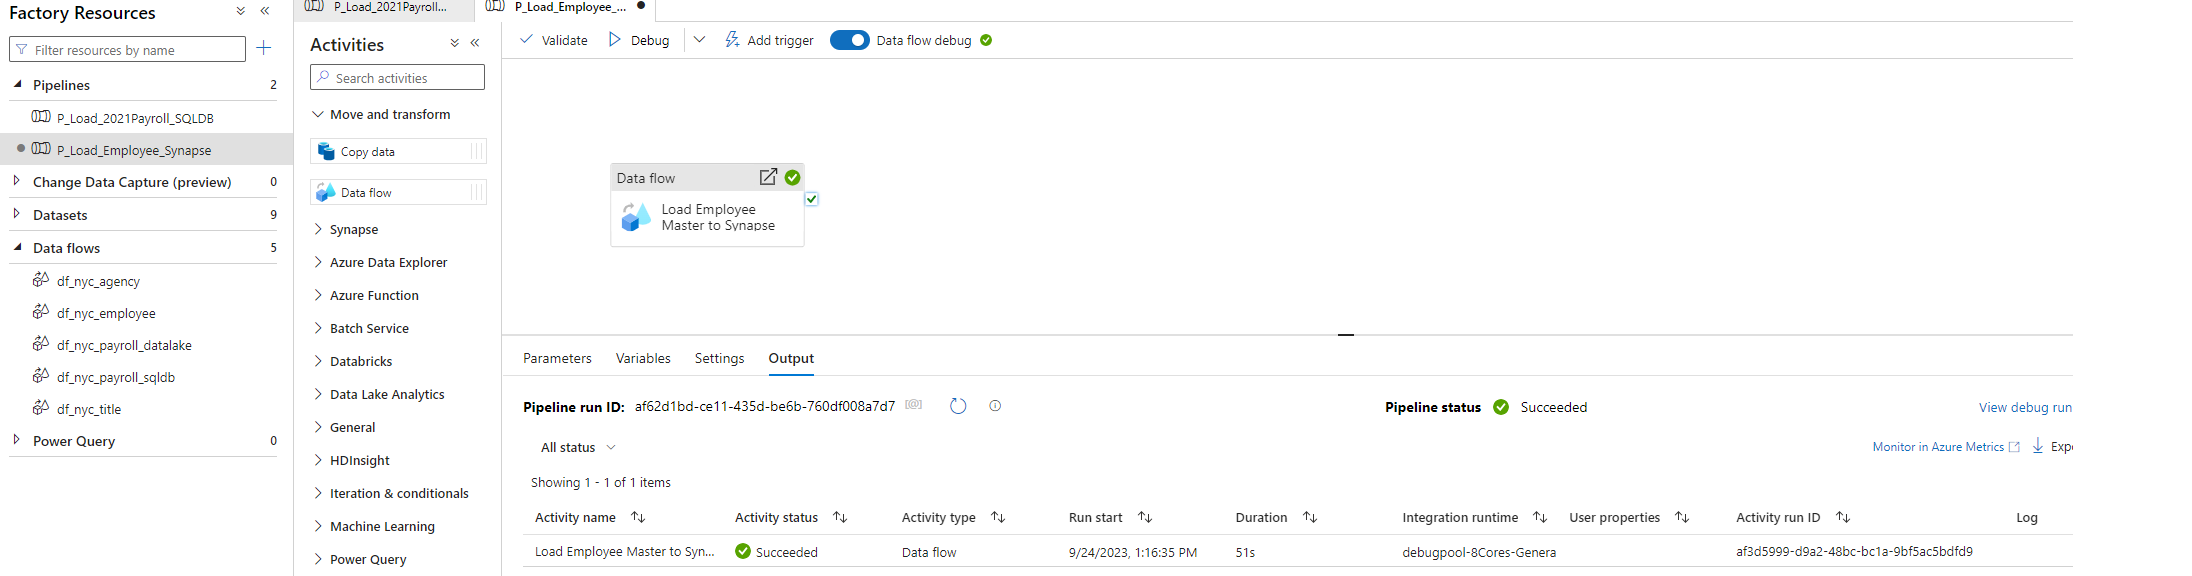 Factory Resources
Filter resources by name
Pipelines 2
P_Load_2021Payroll_SQLDB
P_Load_Employee_Synapse
Change Data Capture (preview) 0
Datasets 9
Data flows 5
df_nyc_agency
df_nyc_employee
df_nyc_payroll_datalake
df_nyc_payroll_sqldb
df_nyc_title
Power Query 0
P_Load_2021Payroll...
P_Load_Employee_...
Activities
Search activities
Move and transform
Copy data
Data flow
Synapse
Azure Data Explorer
Azure Function
Batch Service
Databricks
Data Lake Analytics
General
HDInsight
Iteration & conditionals
Machine Learning
Power Query
Validate Debug Add trigger Data flow debug
Data flow
Load Employee
Master to Synapse
Parameters Variables Settings Output
Pipeline run ID: af62d1bd-ce11-435d-be6b-760df008a7d7 [@] Pipeline status Succeeded View debug run
All status Monitor in Azure Metrics Expo
Showing 1 - 1 of 1 items
Activity name Activity status Activity type Run start Duration Integration runtime User properties Activity run ID Log
Load Employee Master to Syn... Succeeded Data flow 9/24/2023, 1:16:35 PM 51s debugpool-8Cores-Genera af3d5999-d9a2-48bc-bc1a-9bf5ac5bdfd9